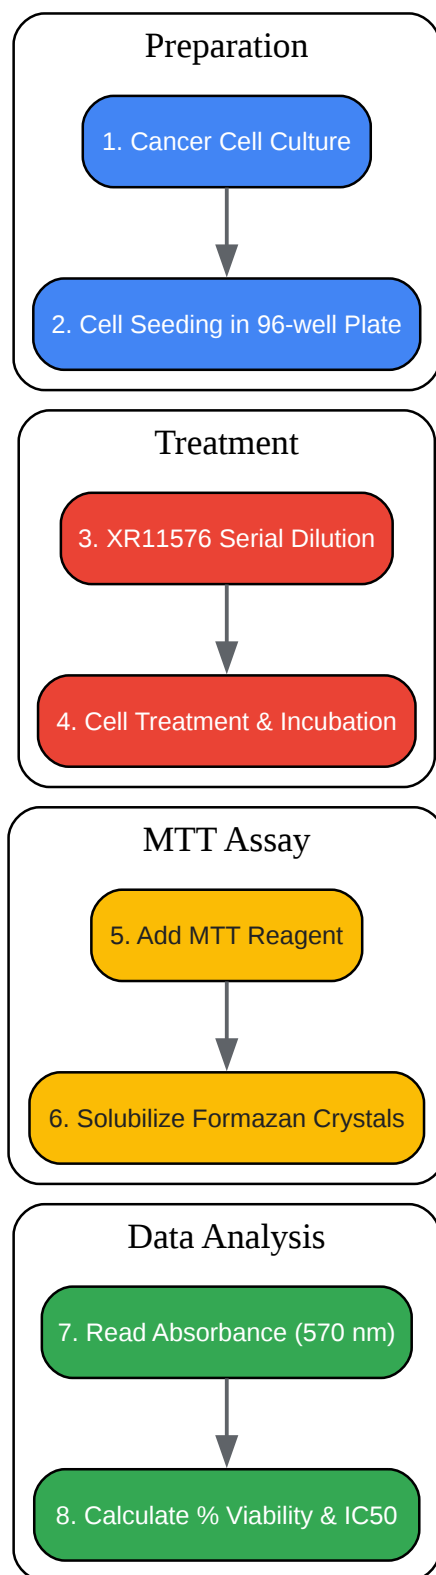 Preparation
1. Cancer Cell Culture
2. Cell Seeding in 96-well Plate
Treatment
3. XR11576 Serial Dilution
4. Cell Treatment & Incubation
MTT Assay
5. Add MTT Reagent
6. Solubilize Formazan Crystals
Data Analysis
7. Read Absorbance (570 nm)
8. Calculate % Viability & IC50